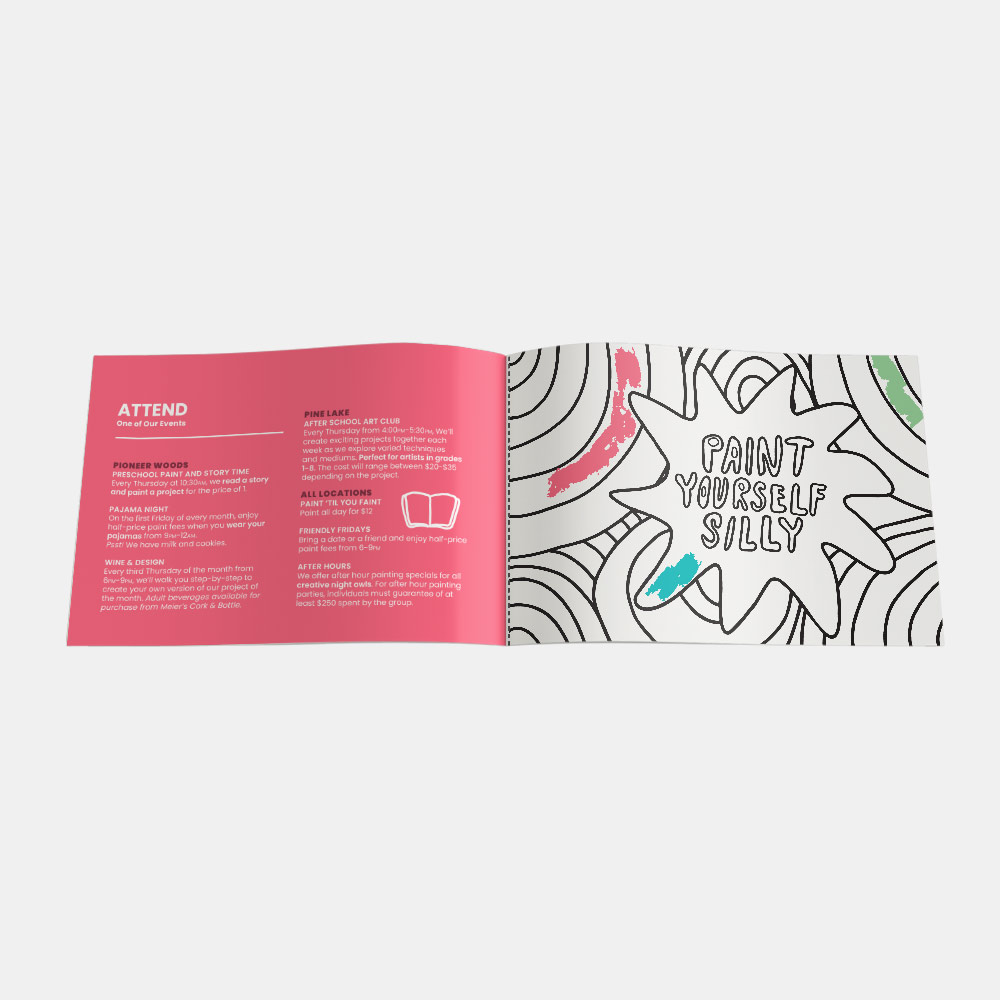 ATTEND
One of Our Events
PIONEER WOODS
PRESCHOOL PAINT AND STORY TIME
Every Thursday at 10:30AM, we read a story
and paint a project for the price of 1.
PAJAMA NIGHT
On the first Friday of every month, enjoy
half-price paint fees when you wear your
pajamas from 9PM–12AM.
Psst! We have milk and cookies.
WINE & DESIGN
Every third Thursday of the month from
6PM–9PM, we'll walk you step-by-step to
create your own version of our project of
the month. Adult beverages available for
purchase from Meier's Cork & Bottle.
PINE LAKE
AFTER SCHOOL ART CLUB
Every Thursday from 4:00PM–5:30PM, We'll
create exciting projects together each
week as we explore varied techniques
and mediums. Perfect for artists in grades
1–8. The cost will range between $20–$35
depending on the project.
ALL LOCATIONS
PAINT 'TIL YOU FAINT
Paint all day for $12
FRIENDLY FRIDAYS
Bring a date or a friend and enjoy half-price
paint fees from 6–9PM
AFTER HOURS
We offer after hour painting specials for all
creative night owls. For after hour painting
parties, individuals must guarantee of at
least $250 spent by the group.
PAINT
YOURSELF
SILLY